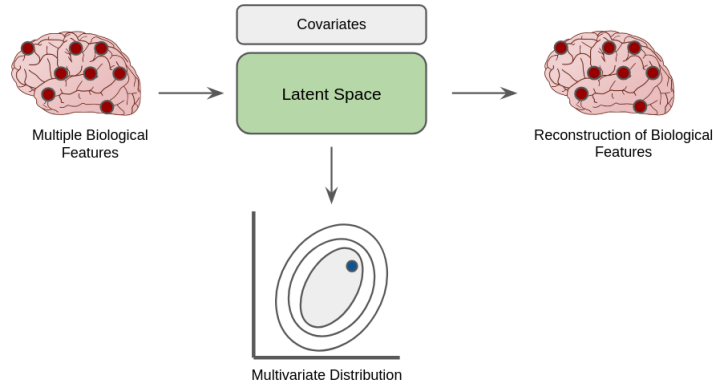 Covariates
Latent Space
Multiple Biological
Features
Reconstruction of Biological
Features
Multivariate Distribution